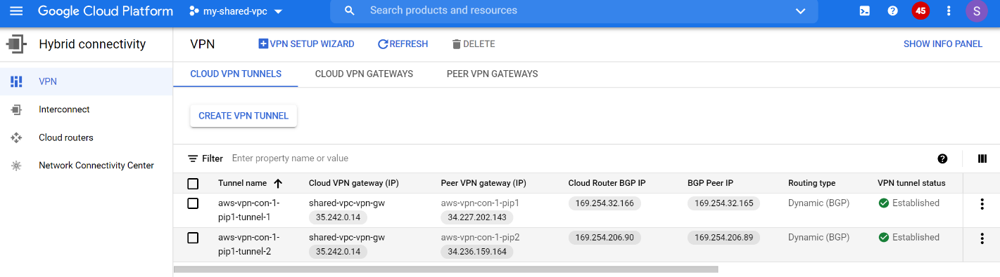 Google Cloud Platform
my-shared-vpc
Search products and resources
45
S
Hybrid connectivity
VPN
VPN SETUP WIZARD
REFRESH
DELETE
SHOW INFO PANEL
VPN
Interconnect
Cloud routers
Network Connectivity Center
CLOUD VPN TUNNELS
CLOUD VPN GATEWAYS
PEER VPN GATEWAYS
CREATE VPN TUNNEL
Filter Enter property name or value
Tunnel name Cloud VPN gateway (IP) Peer VPN gateway (IP) Cloud Router BGP IP BGP Peer IP Routing type VPN tunnel status
aws-vpn-con-1- shared-vpc-vpn-gw aws-vpn-con-1-pip1 169.254.32.166 169.254.32.165 Dynamic (BGP) Established
pip1-tunnel-1 35.242.0.14 34.227.202.143
aws-vpn-con-1- shared-vpc-vpn-gw aws-vpn-con-1-pip2 169.254.206.90 169.254.206.89 Dynamic (BGP) Established
pip1-tunnel-2 35.242.0.14 34.236.159.164